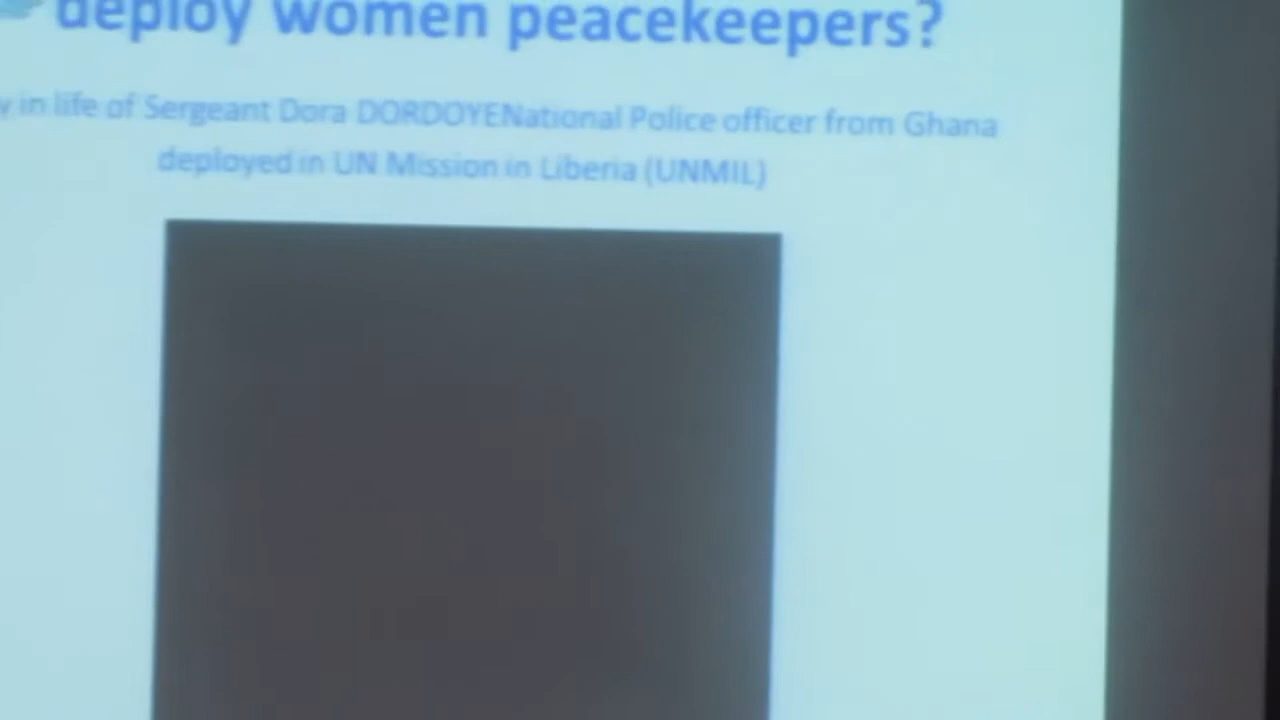 deploy women peacekeepers?
y in life of Sergeant Dora DORDOYENational Police officer from Ghana
deployed in UN Mission in Liberia (UNMIL)